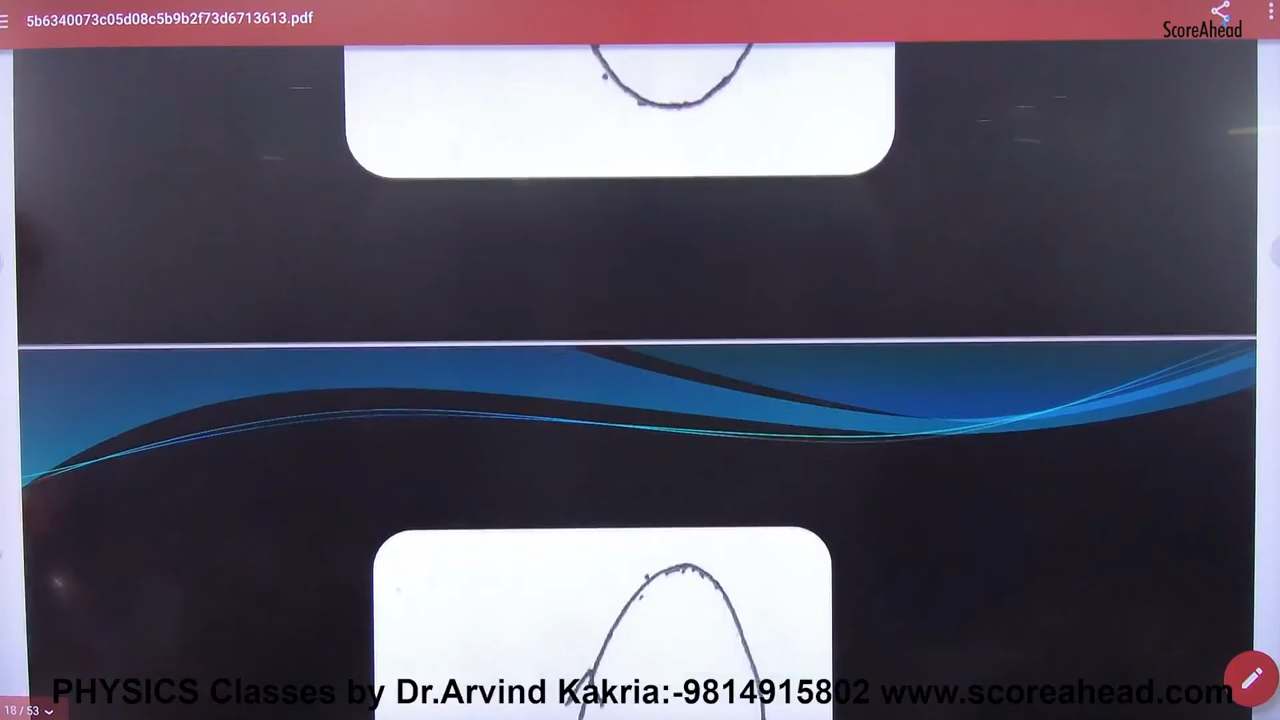 5b6340073c05d08c5b9b2f73d6713613.pdf
ScoreAhead
PHYSICS Classes by Dr.Arvind Kakria:-9814915802 www.scoreahead.com
18 / 53